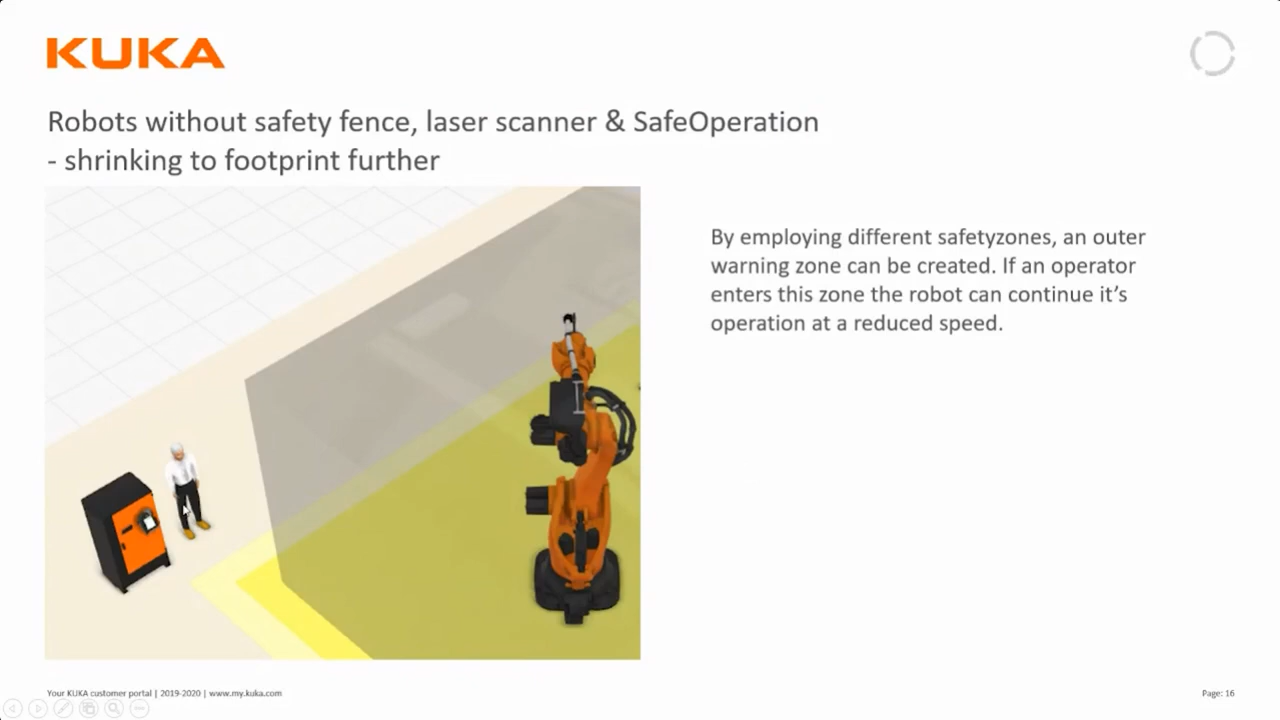 KUKA
Robots without safety fence, laser scanner & SafeOperation
- shrinking to footprint further
By employing different safetyzones, an outer
warning zone can be created. If an operator
enters this zone the robot can continue it’s
operation at a reduced speed.
Your KUKA customer portal | 2019-2020 | www.my.kuka.com
Page: 16